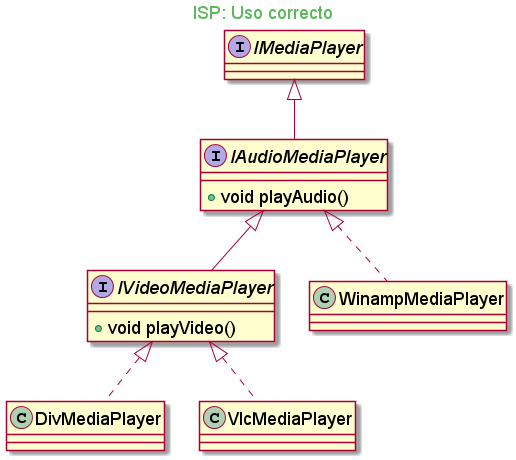 ISP: Uso correcto
I IMediaPlayer
I IAudioMediaPlayer
void playAudio()
I IVideoMediaPlayer
void playVideo()
C WinampMediaPlayer
C DivMediaPlayer
C VlcMediaPlayer